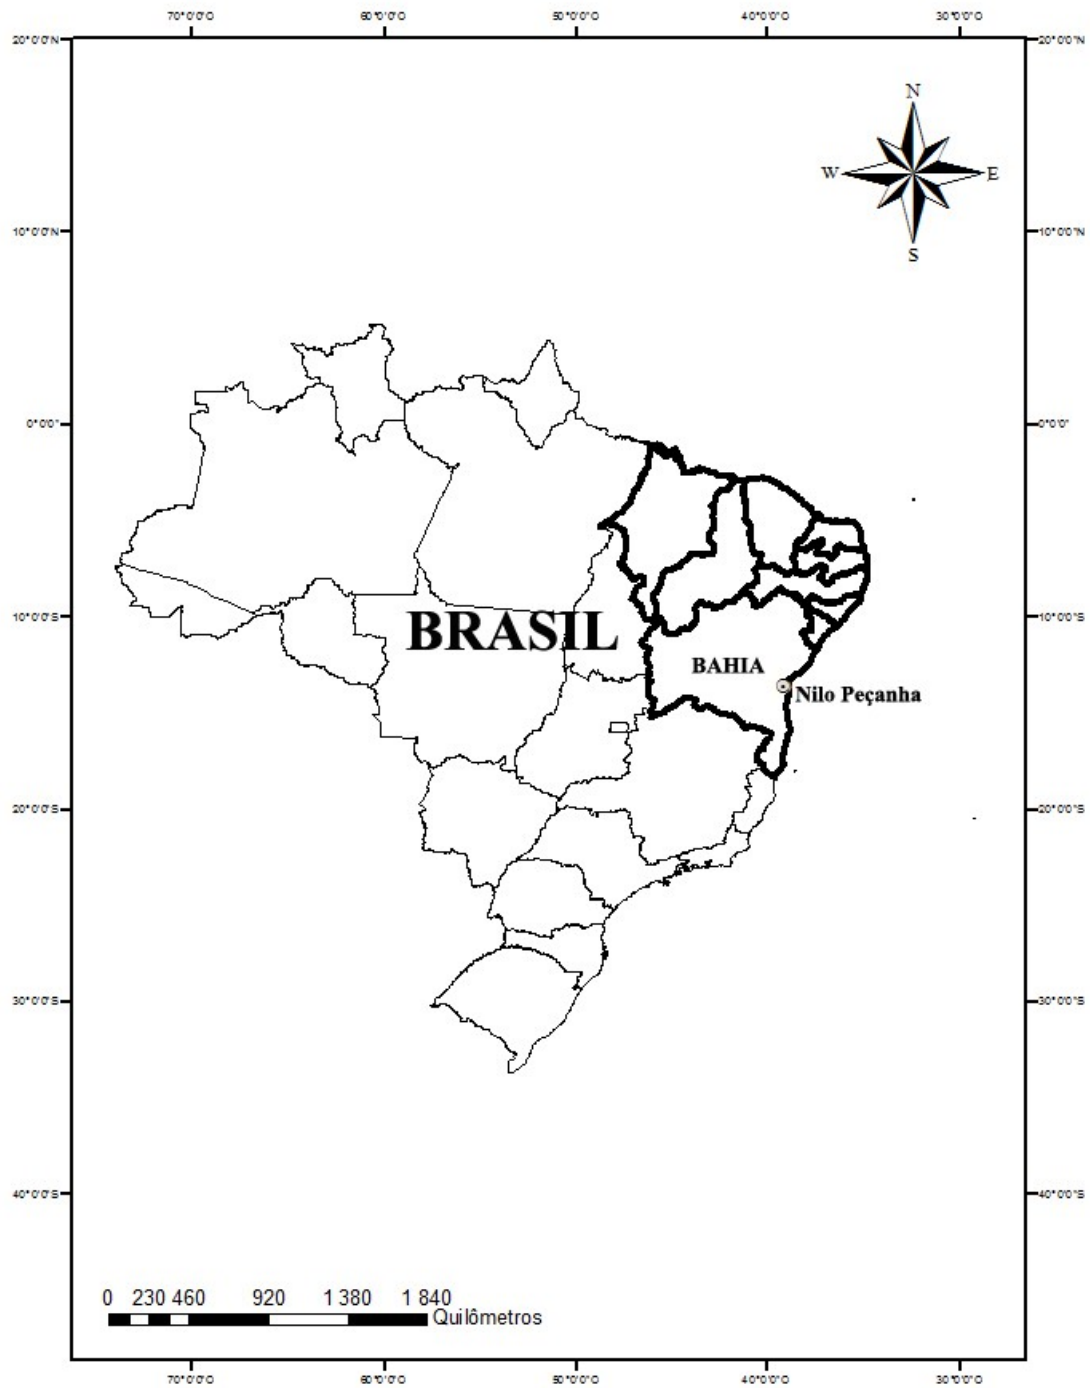 70°0'0"O 60°0'0"O 50°0'0"O 40°0'0"O 30°0'0"O
20°0'0"N 20°0'0"N
N
W E
S
10°0'0"N 10°0'0"N
0°0'0" 0°0'0"
10°0'0"S 10°0'0"S
BRASIL
BAHIA
Nilo Peçanha
20°0'0"S 20°0'0"S
30°0'0"S 30°0'0"S
40°0'0"S 40°0'0"S
0 230 460 920 1 380 1 840
Quilômetros
70°0'0"O 60°0'0"O 50°0'0"O 40°0'0"O 30°0'0"O